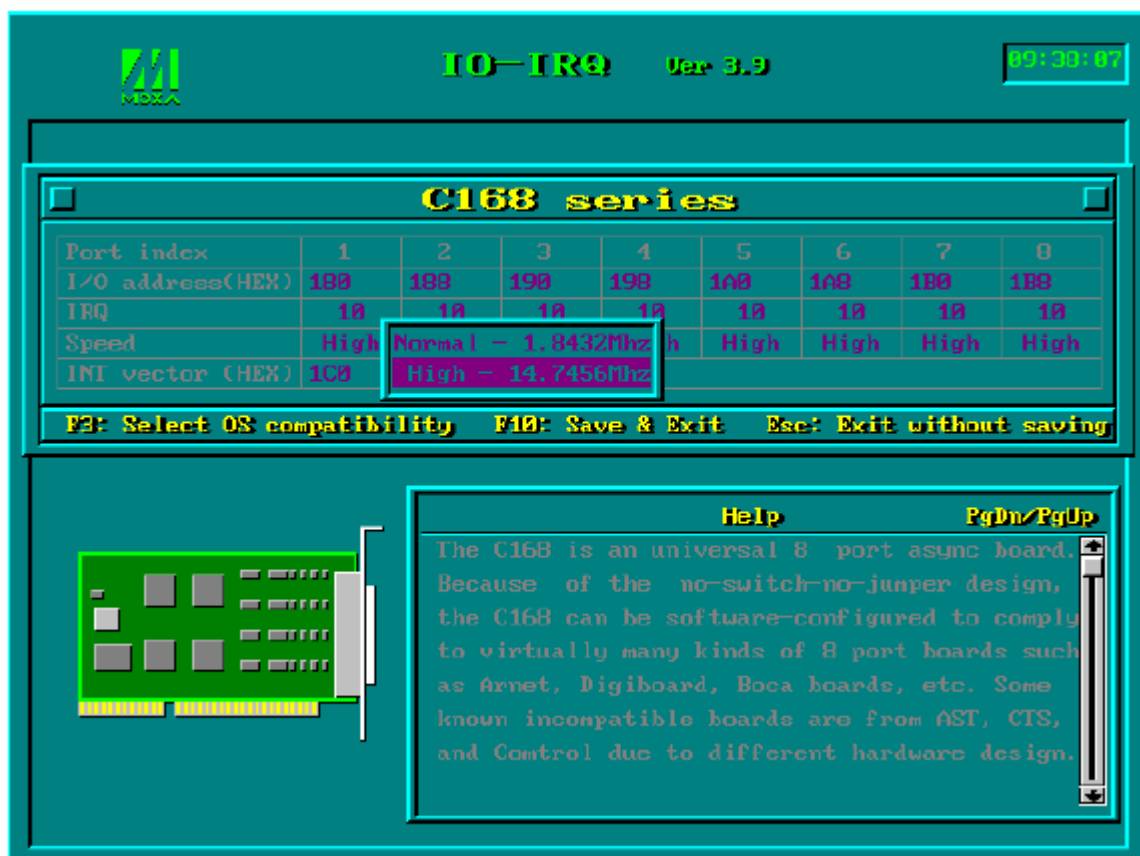 MOXA
IO-IRQ Ver 3.9 09:38:07
C168 series
Port index 1 2 3 4 5 6 7 8
I/O address(HEX) 180 188 190 198 1A0 1A8 1B0 1B8
IRQ 10 10 10 10 10 10 10 10
Speed High Normal - 1.8432Mhz h High High High High
INT vector (HEX) 1C0 High - 14.7456Mhz
F3: Select OS compatibility F10: Save & Exit Esc: Exit without saving
Help PgDn/PgUp
The C168 is an universal 8 port async board.
Because of the no-switch-no-jumper design,
the C168 can be software-configured to comply
to virtually many kinds of 8 port boards such
as Arnet, Digiboard, Boca boards, etc. Some
known incompatible boards are from AST, CTS,
and Comtrol due to different hardware design.